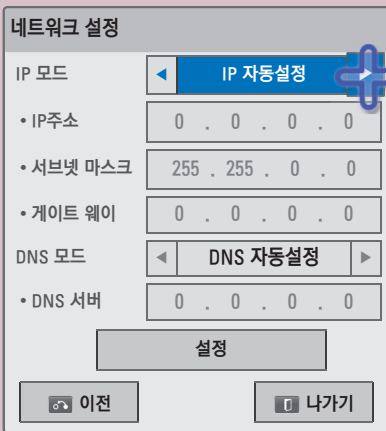 네트워크 설정
IP 모드 ◀ IP 자동설정 ▶
• IP주소 0 . 0 . 0 . 0
• 서브넷 마스크 255 . 255 . 0 . 0
• 게이트 웨이 0 . 0 . 0 . 0
DNS 모드 ◀ DNS 자동설정 ▶
• DNS 서버 0 . 0 . 0 . 0
설정
이전 나가기